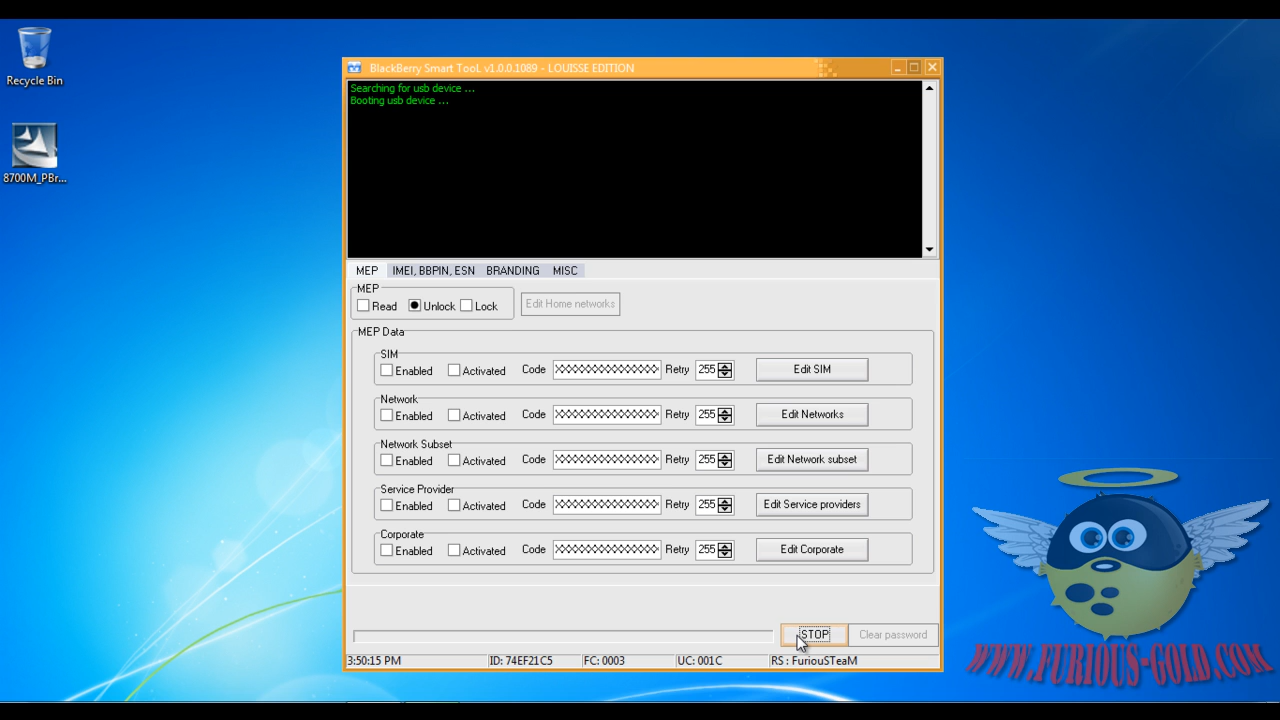 Recycle Bin
8700M_PBr...
BlackBerry Smart TooL v1.0.0.1089 - LOUISSE EDITION
Searching for usb device ...
Booting usb device ...
MEP
IMEI, BBPIN, ESN
BRANDING
MISC
MEP
Read
Unlock
Lock
Edit Home networks
MEP Data
SIM
Enabled
Activated
Code
XXXXXXXXXXXXXXXX
Retry
255
Edit SIM
Network
Enabled
Activated
Code
XXXXXXXXXXXXXXXX
Retry
255
Edit Networks
Network Subset
Enabled
Activated
Code
XXXXXXXXXXXXXXXX
Retry
255
Edit Network subset
Service Provider
Enabled
Activated
Code
XXXXXXXXXXXXXXXX
Retry
255
Edit Service providers
Corporate
Enabled
Activated
Code
XXXXXXXXXXXXXXXX
Retry
255
Edit Corporate
STOP
Clear password
3:50:15 PM
ID: 74EF21C5
FC: 0003
UC: 001C
RS : FuriouSTeaM
WWW.FURIOUS-GOLD.COM